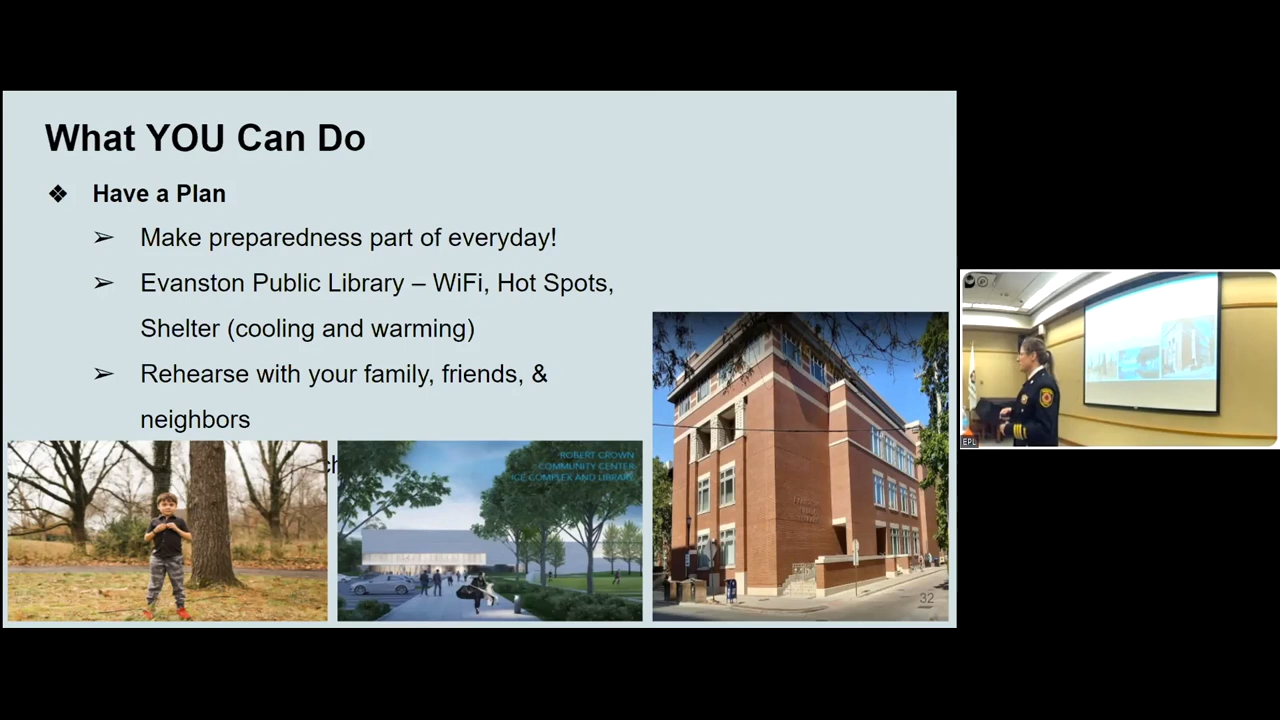 What YOU Can Do
❖ Have a Plan
➢ Make preparedness part of everyday!
➢ Evanston Public Library – WiFi, Hot Spots,
Shelter (cooling and warming)
➢ Rehearse with your family, friends, &
neighbors
ROBERT CROWN
COMMUNITY CENTER
ICE COMPLEX AND LIBRARY
32
EPL